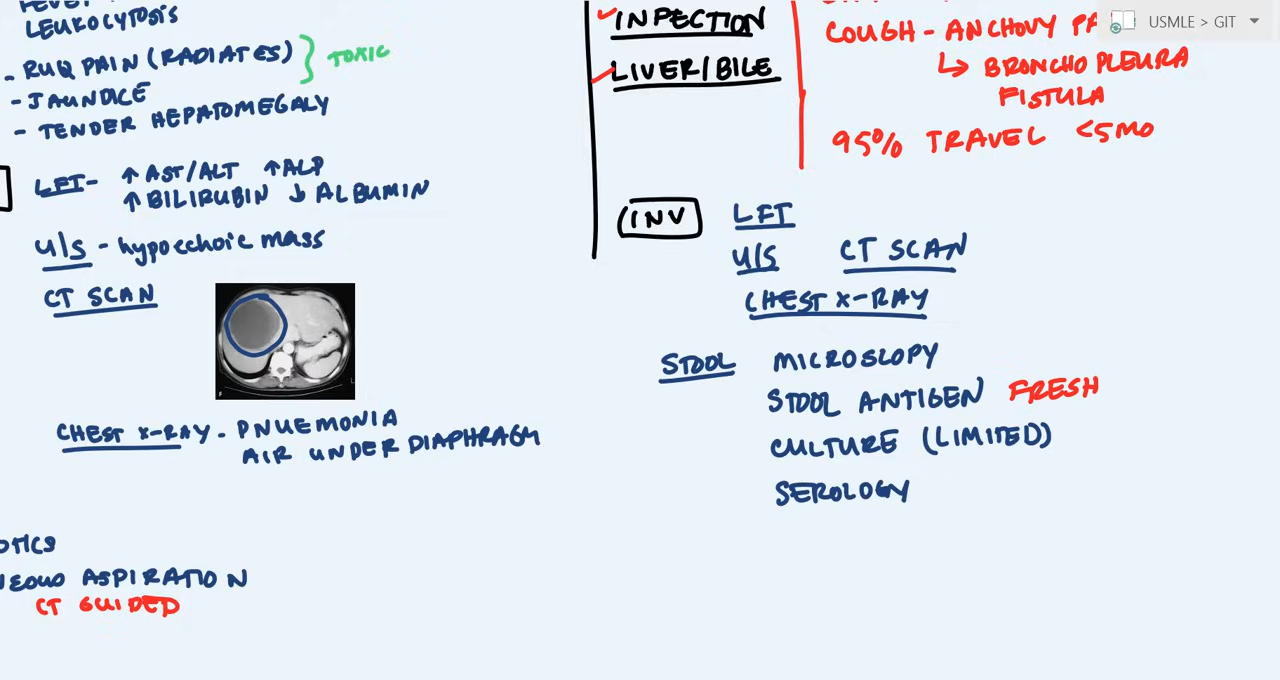 LEUKOCYTOSIS
- RUQ PAIN (RADIATES) TOXIC
- JAUNDICE
- TENDER HEPATOMEGALY
LFT - ↑ AST/ALT ↑ALP
↑ BILIRUBIN ↓ ALBUMIN
U/S - hypoechoic mass
CT SCAN
CHEST X-RAY - PNUEMONIA
AIR UNDER DIAPHRAGM
ASPIRATION
CT GUIDED
INFECTION
LIVER/BILE
COUGH - ANCHOVY
↳ BRONCHOPLEURA
FISTULA
95% TRAVEL <5MO
INV LFT
U/S CT SCAN
CHEST X-RAY
STOOL MICROSLOPY
STOOL ANTIGEN FRESH
CULTURE (LIMITED)
SEROLOGY
USMLE > GIT